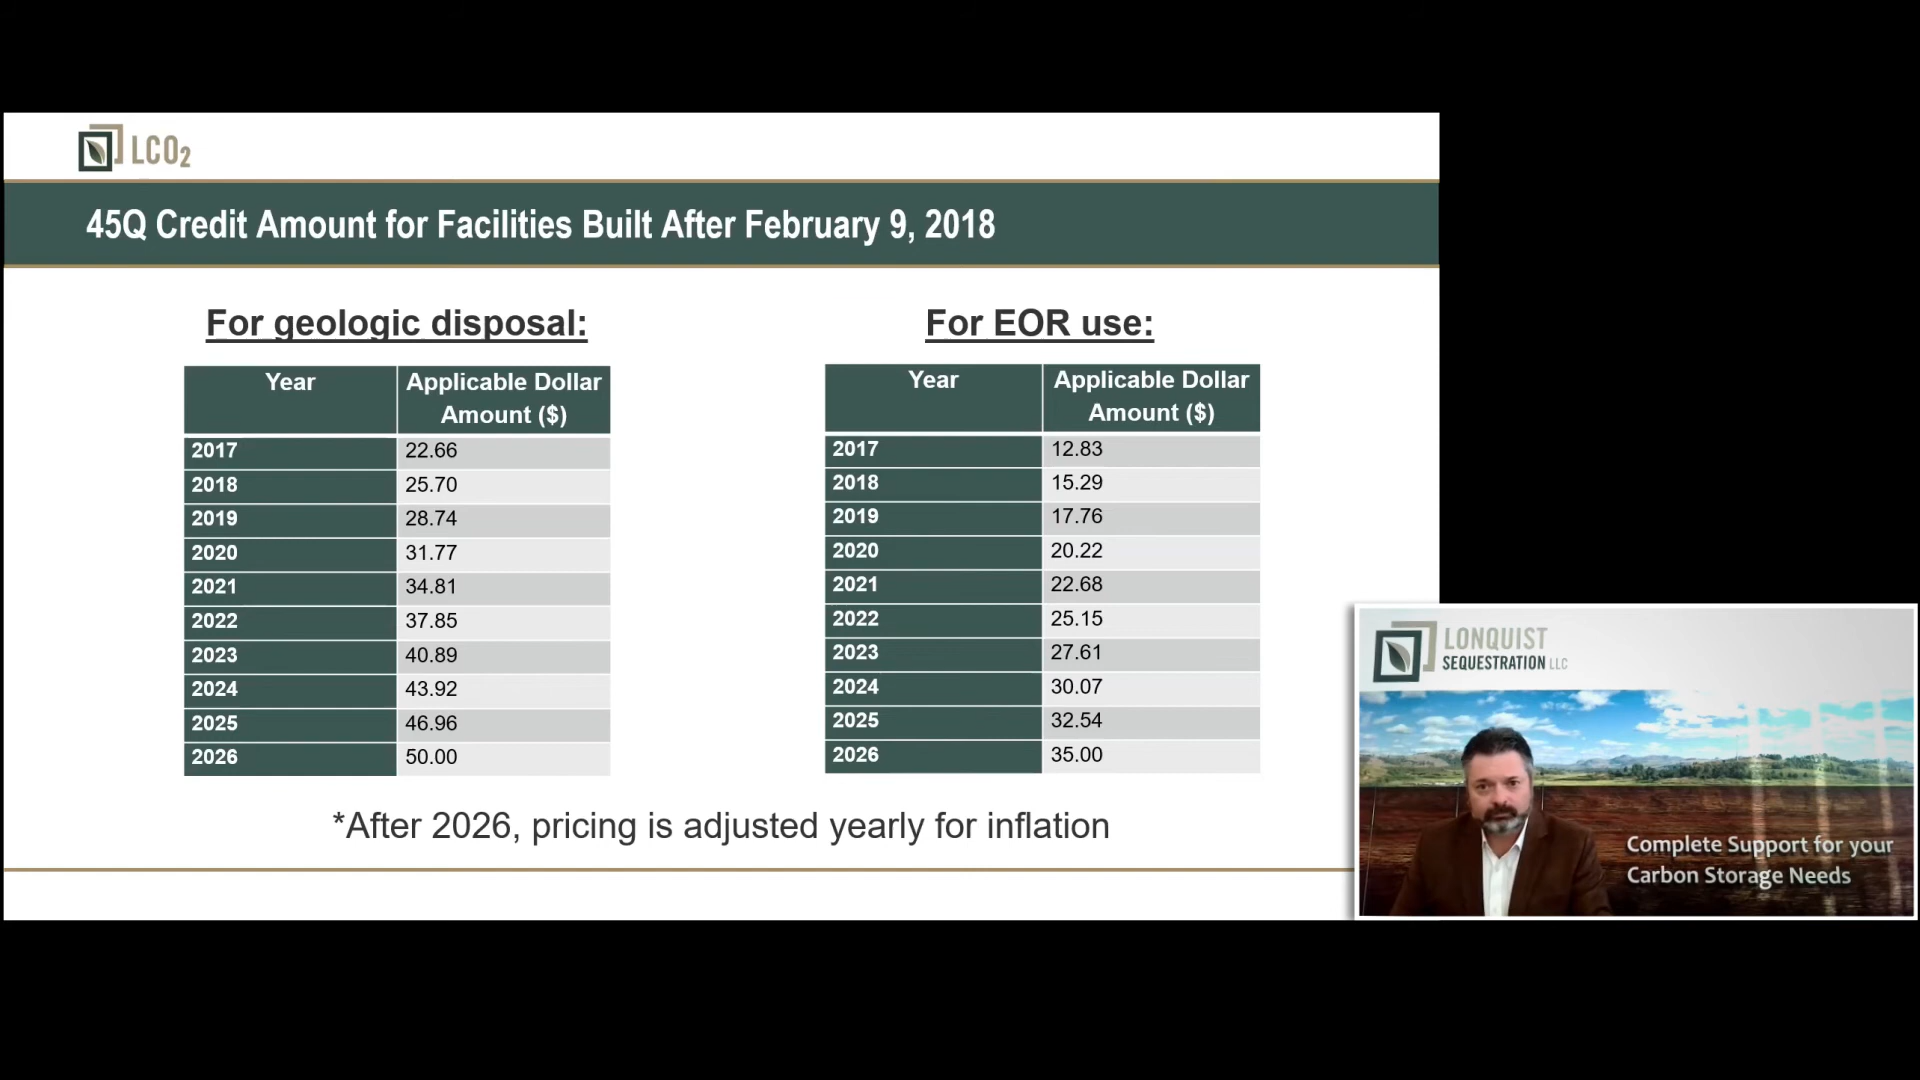 LCO2
45Q Credit Amount for Facilities Built After February 9, 2018
For geologic disposal:
Year Applicable Dollar Amount ($)
2017 22.66
2018 25.70
2019 28.74
2020 31.77
2021 34.81
2022 37.85
2023 40.89
2024 43.92
2025 46.96
2026 50.00
For EOR use:
Year Applicable Dollar Amount ($)
2017 12.83
2018 15.29
2019 17.76
2020 20.22
2021 22.68
2022 25.15
2023 27.61
2024 30.07
2025 32.54
2026 35.00
*After 2026, pricing is adjusted yearly for inflation
LONQUIST
SEQUESTRATION LLC
Complete Support for your
Carbon Storage Needs